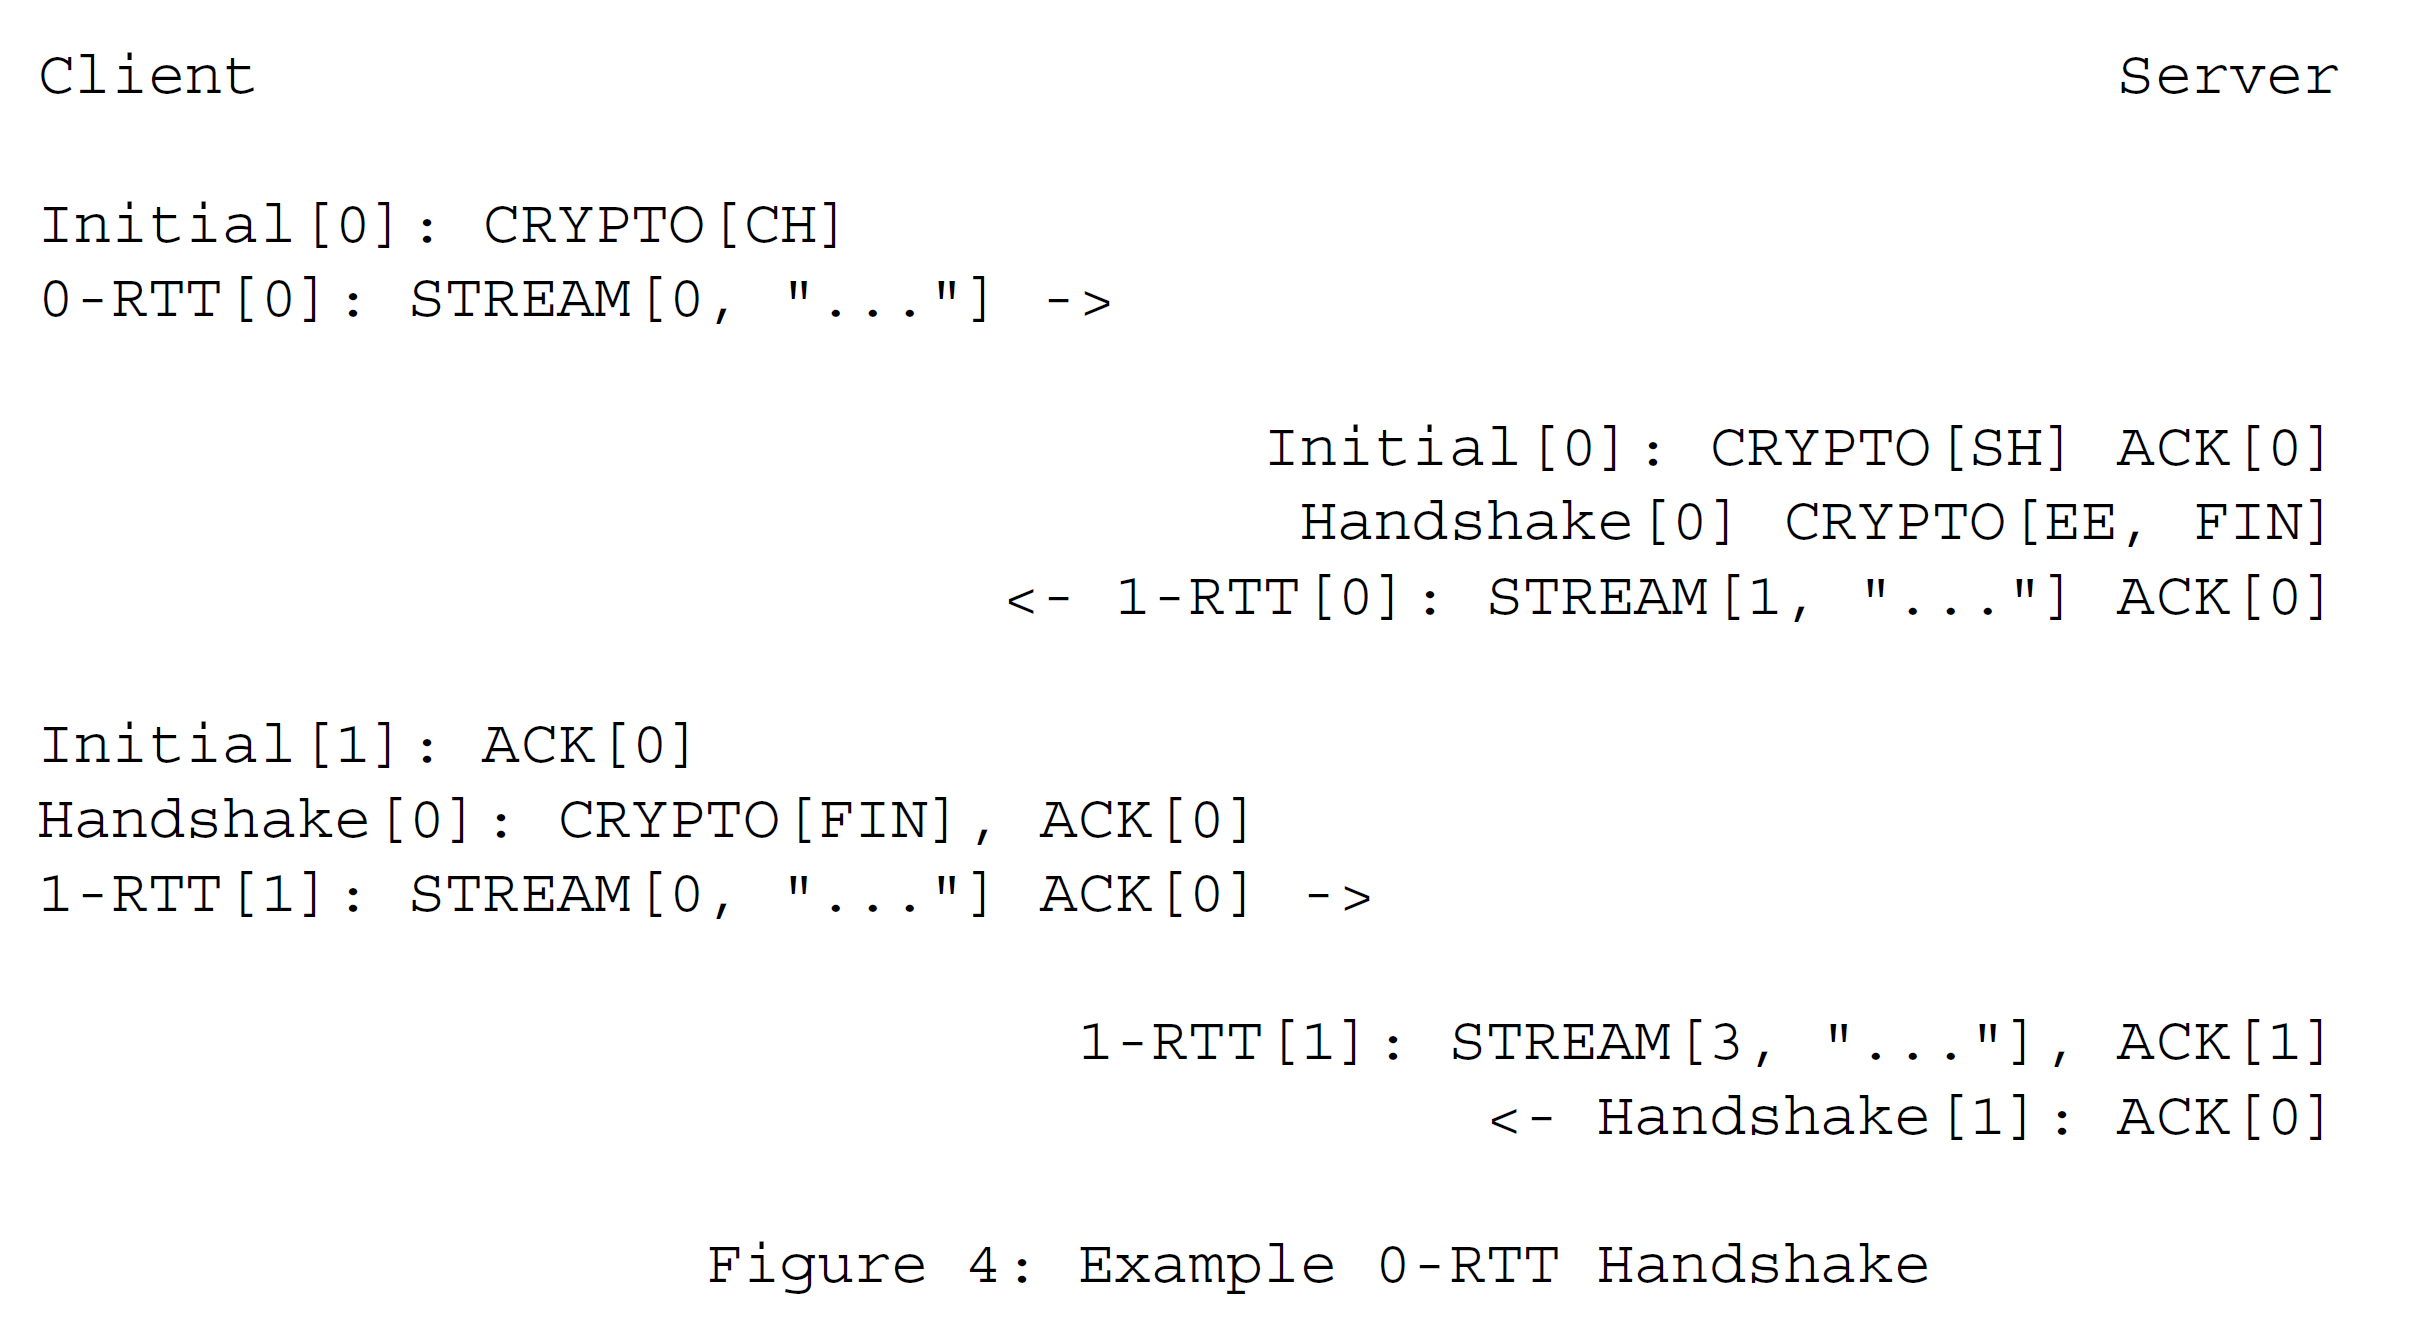 Client Server
Initial[0]: CRYPTO[CH]
0-RTT[0]: STREAM[0, "..."] ->
Initial[0]: CRYPTO[SH] ACK[0]
Handshake[0] CRYPTO[EE, FIN]
<- 1-RTT[0]: STREAM[1, "..."] ACK[0]
Initial[1]: ACK[0]
Handshake[0]: CRYPTO[FIN], ACK[0]
1-RTT[1]: STREAM[0, "..."] ACK[0] ->
1-RTT[1]: STREAM[3, "..."], ACK[1]
<- Handshake[1]: ACK[0]
Figure 4: Example 0-RTT Handshake